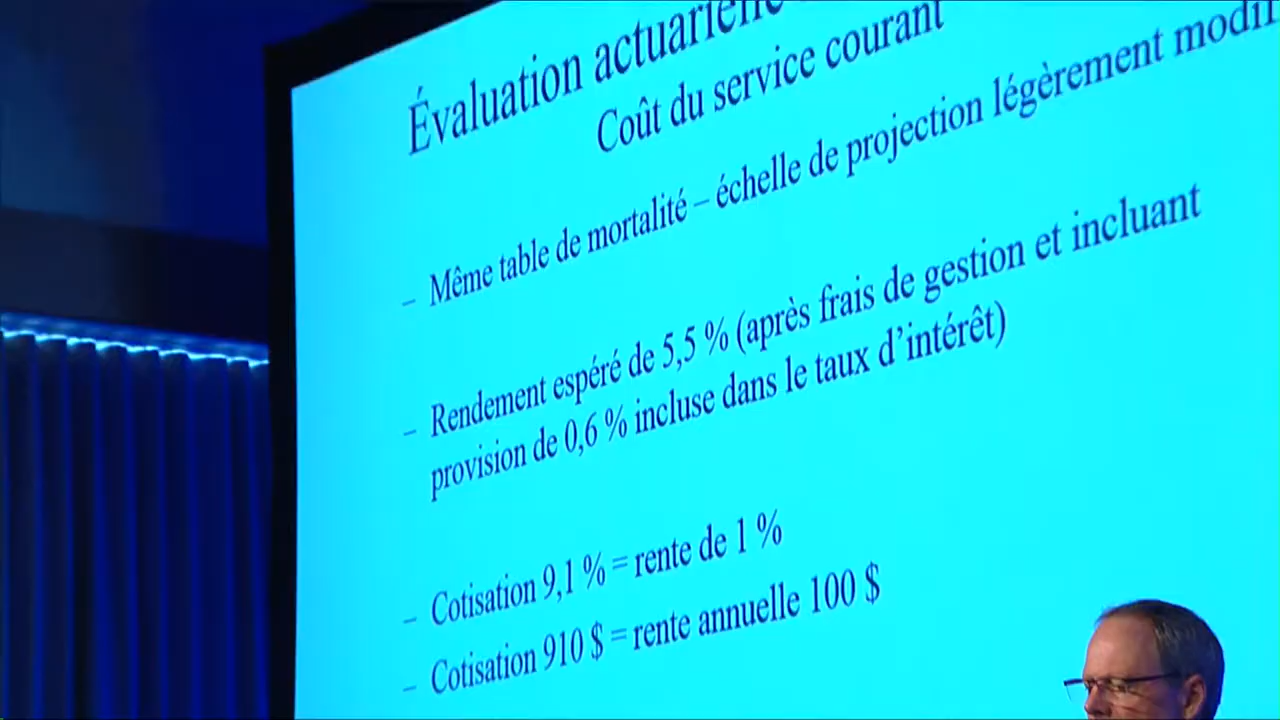 Évaluation actuarielle
Coût du service courant
– Même table de mortalité – échelle de projection légèrement
– Rendement espéré de 5,5 % (après frais de gestion et incluant
provision de 0,6 % incluse dans le taux d’intérêt)
– Cotisation 9,1 % = rente de 1 %
– Cotisation 910 $ = rente annuelle 100 $